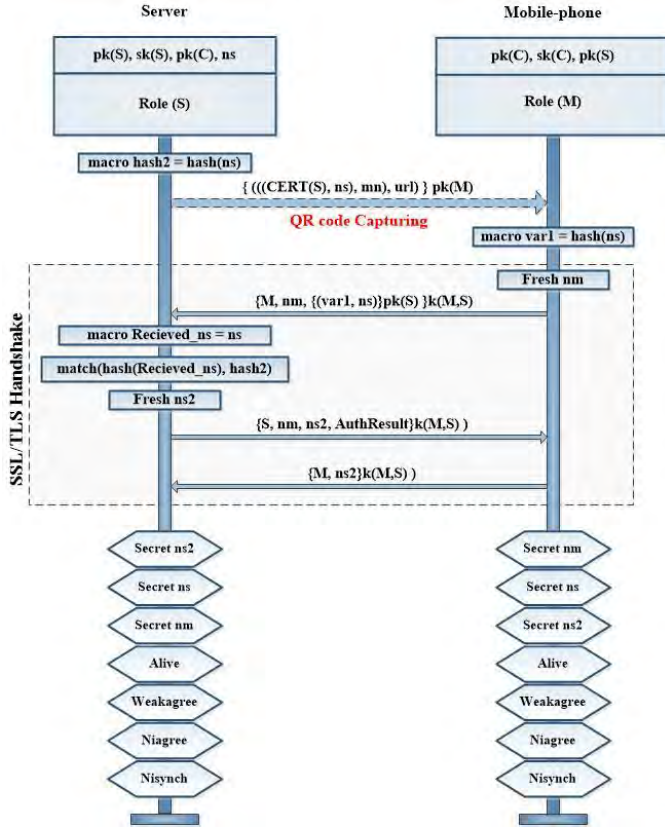 Server
Mobile-phone
pk(S), sk(S), pk(C), ns
pk(C), sk(C), pk(S)
Role (S)
Role (M)
macro hash2 = hash(ns)
{ (((CERT(S), ns), mn), url) } pk(M)
QR code Capturing
macro var1 = hash(ns)
SSL/TLS Handshake
Fresh nm
{M, nm, {(var1, ns)}pk(S) }k(M,S)
macro Recieved_ns = ns
match(hash(Recieved_ns), hash2)
Fresh ns2
{S, nm, ns2, AuthResult}k(M,S) )
{M, ns2}k(M,S) )
Secret ns2
Secret nm
Secret ns
Secret ns
Secret nm
Secret ns2
Alive
Alive
Weakagree
Weakagree
Niagree
Niagree
Nisynch
Nisynch